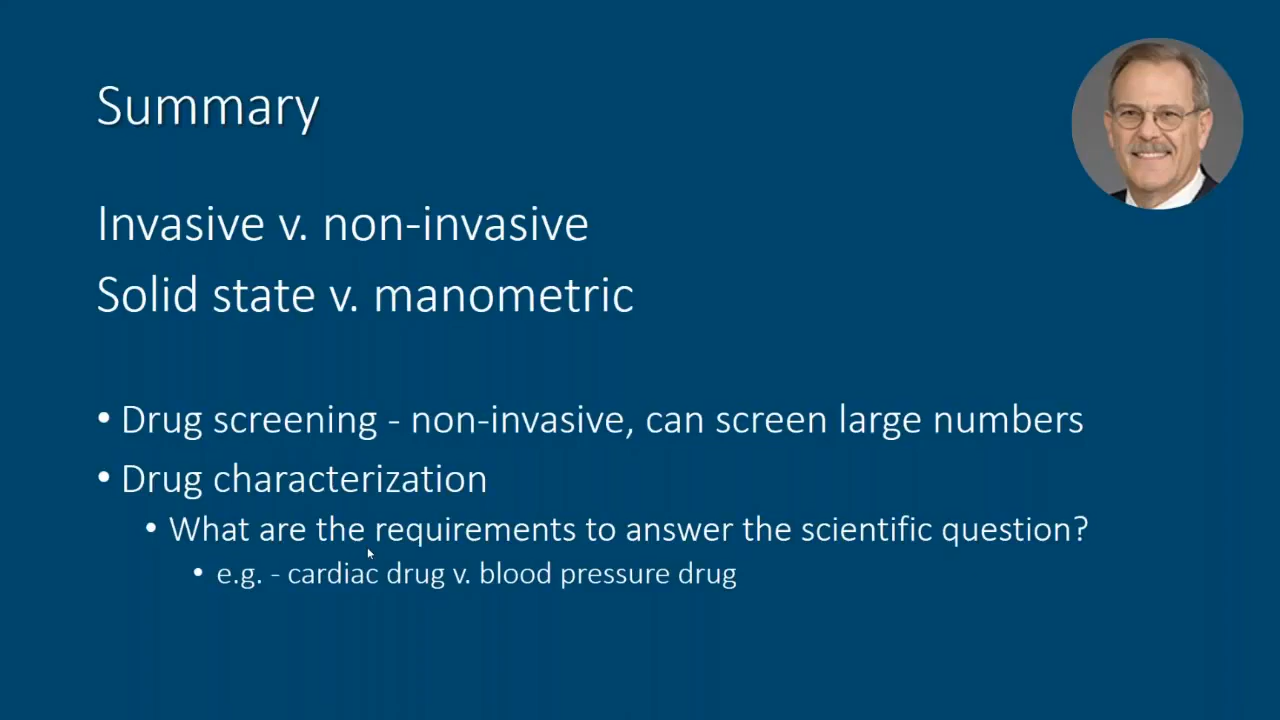 Summary
Invasive v. non-invasive
Solid state v. manometric
• Drug screening - non-invasive, can screen large numbers
• Drug characterization
• What are the requirements to answer the scientific question?
• e.g. - cardiac drug v. blood pressure drug